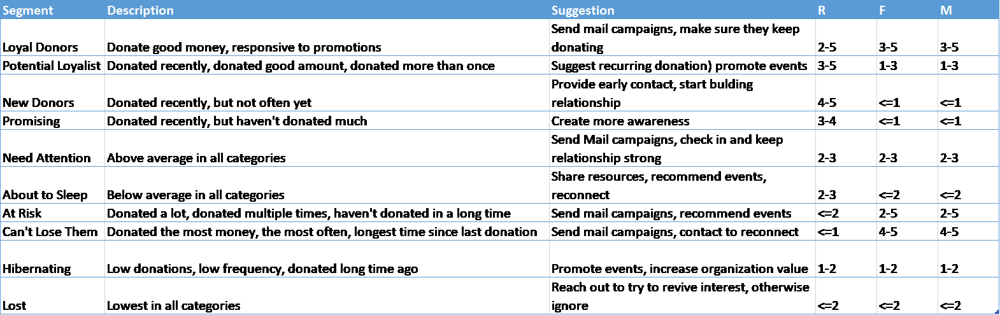 Segment Description Suggestion R F M
Send mail campaigns, make sure they keep
Loyal Donors Donate good money, responsive to promotions donating 2-5 3-5 3-5
Potential Loyalist Donated recently, donated good amount, donated more than once Suggest recurring donation) promote events 3-5 1-3 1-3
Provide early contact, start bulding
New Donors Donated recently, but not often yet relationship 4-5 <=1 <=1
Promising Donated recently, but haven't donated much Create more awareness 3-4 <=1 <=1
Send Mail campaigns, check in and keep
Need Attention Above average in all categories relationship strong 2-3 2-3 2-3
Share resources, recommend events,
About to Sleep Below average in all categories reconnect 2-3 <=2 <=2
At Risk Donated a lot, donated multiple times, haven't donated in a long time Send mail campaigns, recommend events <=2 2-5 2-5
Can't Lose Them Donated the most money, the most often, longest time since last donation Send mail campaigns, contact to reconnect <=1 4-5 4-5
Hibernating Low donations, low frequency, donated long time ago Promote events, increase organization value 1-2 1-2 1-2
Reach out to try to revive interest, otherwise
Lost Lowest in all categories ignore <=2 <=2 <=2